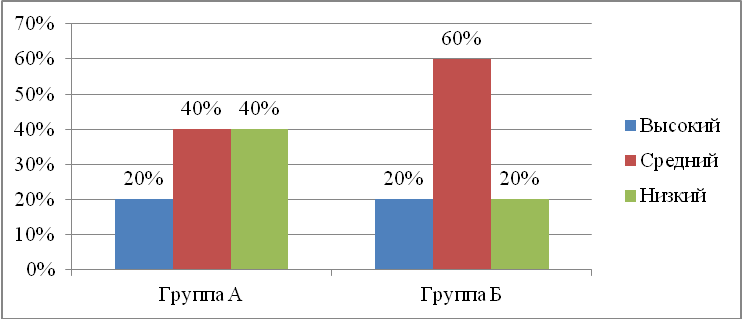 70%
60%
50%
40%
30%
20%
10%
0%
20%
40%
40%
20%
60%
20%
Группа А
Группа Б
Высокий
Средний
Низкий